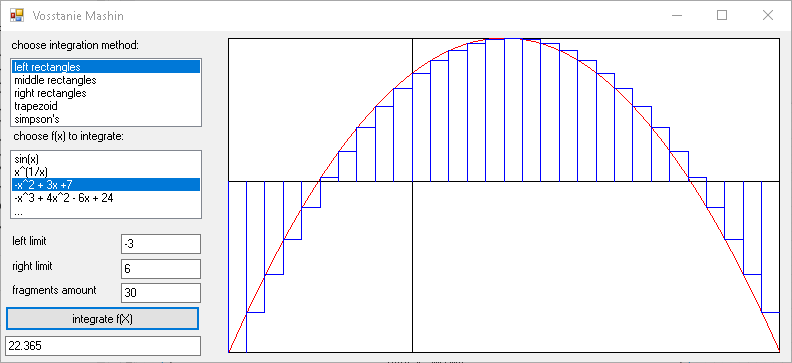 Vosstanie Mashin
choose integration method:
left rectangles
middle rectangles
right rectangles
trapezoid
simpson's
choose f(x) to integrate:
sin(x)
x^(1/x)
-x^2 + 3x +7
-x^3 + 4x^2 - 6x + 24
...
left limit -3
right limit 6
fragments amount 30
integrate f(X)
22.365